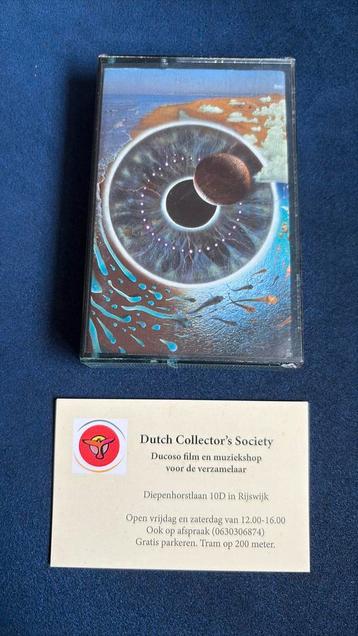 Dutch Collector's Society
Ducoso film en muziekshop
voor de verzamelaar
Diepenhorstlaan 10D in Rijswijk
Open vrijdag en zaterdag van 12.00-16.00
Ook op afspraak (0630306874)
Gratis parkeren. Tram op 200 meter.